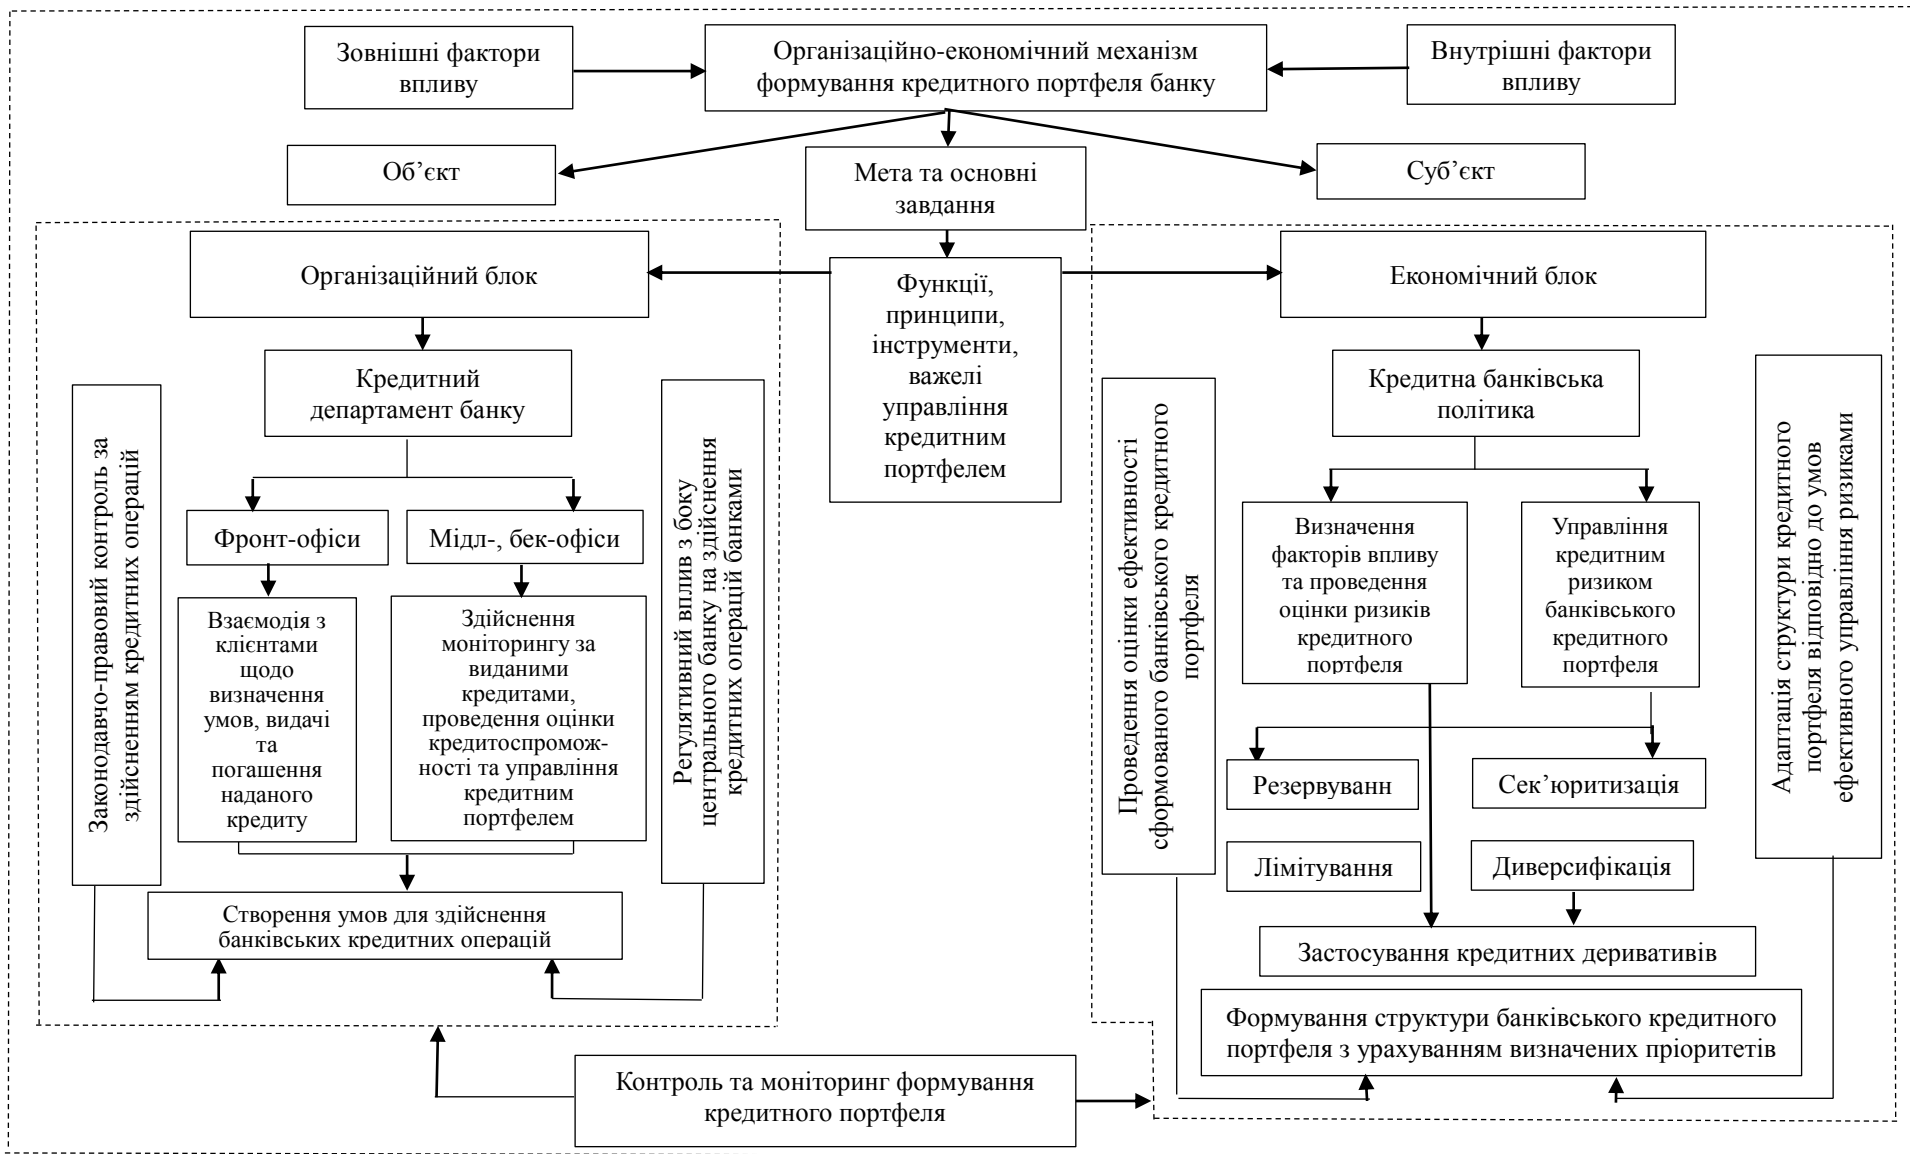 Зовнішні фактори
впливу
Організаційно-економічний механізм
формування кредитного портфеля банку
Внутрішні фактори
впливу
Об’єкт
Мета та основні
завдання
Суб’єкт
Організаційний блок
Функції,
принципи,
інструменти,
важелі
управління
кредитним
портфелем
Економічний блок
Кредитний
департамент банку
Кредитна банківська
політика
Законодавчо-правовий контроль за
здійсненням кредитних операцій
Регулятивний вплив з боку
центрального банку на здійснення
кредитних операцій банками
Фронт-офіси
Мідл-, бек-офіси
Взаємодія з
клієнтами
щодо
визначення
умов, видачі
та
погашення
наданого
кредиту
Здійснення
моніторингу за
виданими
кредитами,
проведення оцінки
кредитоспромож-
ності та управління
кредитним
портфелем
Створення умов для здійснення
банківських кредитних операцій
Проведення оцінки ефективності
сформованого банківського кредитного
портфеля
Визначення
факторів впливу
та проведення
оцінки ризиків
кредитного
портфеля
Управління
кредитним
ризиком
банківського
кредитного
портфеля
Адаптація структури кредитного
портфеля відповідно до умов
ефективного управління ризиками
Резервуванн
Сек’юритизація
Лімітування
Диверсифікація
Застосування кредитних деривативів
Формування структури банківського кредитного
портфеля з урахуванням визначених пріоритетів
Контроль та моніторинг формування
кредитного портфеля